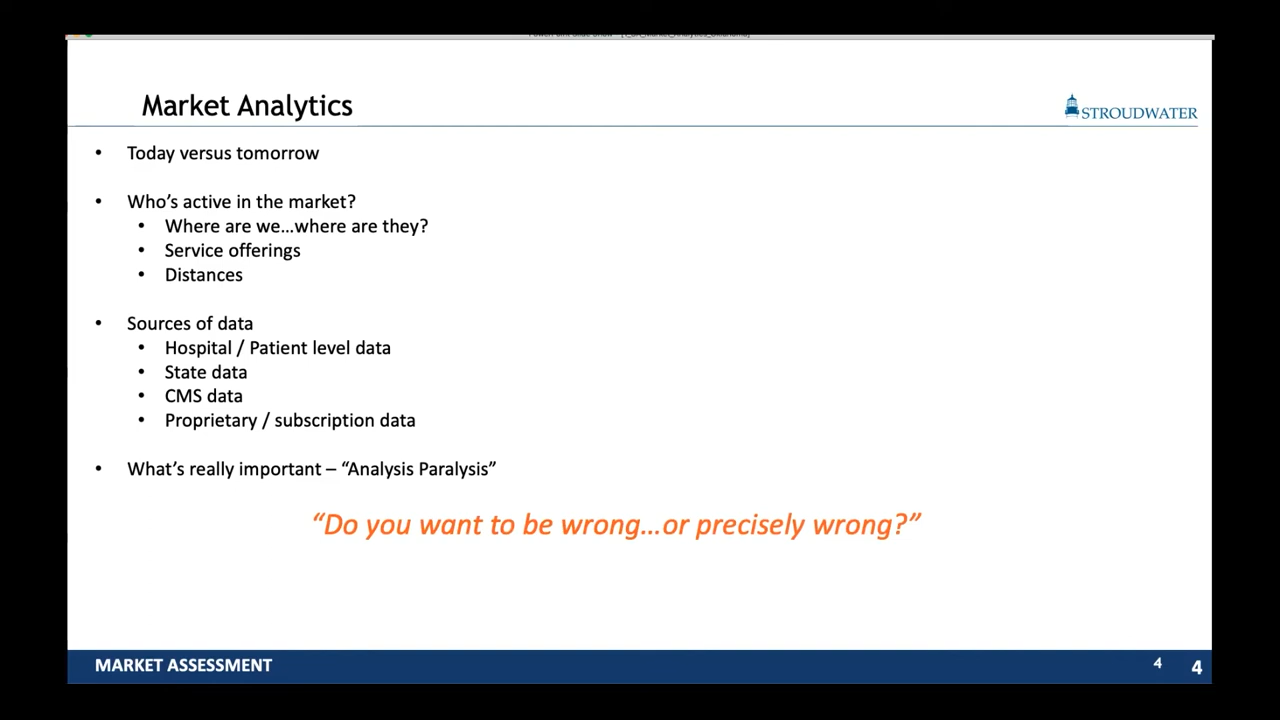 Market Analytics
STROUDWATER
• Today versus tomorrow
• Who's active in the market?
• Where are we...where are they?
• Service offerings
• Distances
• Sources of data
• Hospital / Patient level data
• State data
• CMS data
• Proprietary / subscription data
• What's really important – “Analysis Paralysis”
“Do you want to be wrong...or precisely wrong?”
MARKET ASSESSMENT
4 4